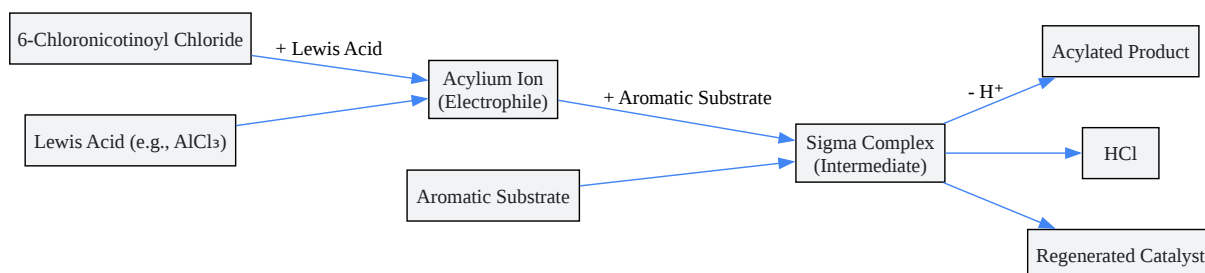 6-Chloronicotinoyl Chloride
+ Lewis Acid
Lewis Acid (e.g., AlCl₃)
Acylium Ion
(Electrophile)
+ Aromatic Substrate
Aromatic Substrate
Sigma Complex
(Intermediate)
- H⁺
Acylated Product
HCl
Regenerated Catalyst